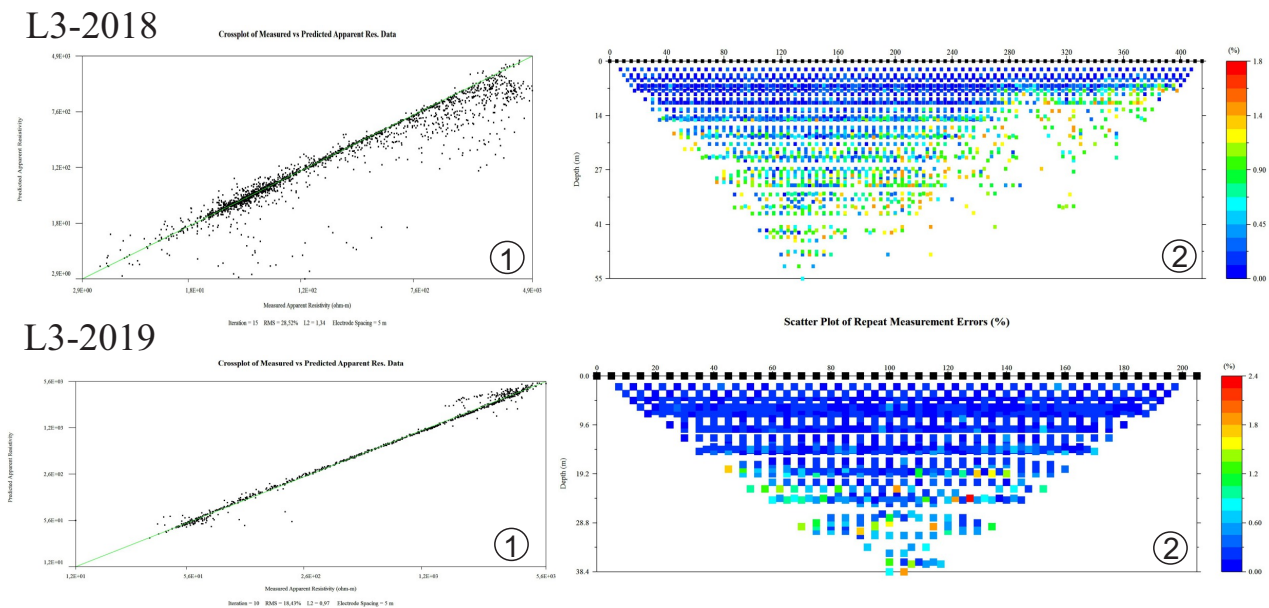 L3-2018
Crossplot of Measured vs Predicted Apparent Res. Data
4,9E+03
7,6E+02
1,2E+02
1,8E+01
2,9E+00
Predicted Apparent Resistivity
2,9E+00 1,8E+01 1,2E+02 7,6E+02 4,9E+03
Measured Apparent Resistivity (ohm-m)
Iteration = 15 RMS = 28,52% L2 = 1,34 Electrode Spacing = 5 m
1
0 40 80 120 160 200 240 280 320 360 400
0
14
27
41
55
Depth (m)
2
(%)
1.8
1.4
0.90
0.45
0.00
L3-2019
Crossplot of Measured vs Predicted Apparent Res. Data
5,6E+03
1,2E+03
2,6E+02
5,6E+01
1,2E+01
Predicted Apparent Resistivity
1,2E+01 5,6E+01 2,6E+02 1,2E+03 5,6E+03
Measured Apparent Resistivity (ohm-m)
Iteration = 10 RMS = 18,43% L2 = 0,97 Electrode Spacing = 5 m
1
Scatter Plot of Repeat Measurement Errors (%)
0 20 40 60 80 100 120 140 160 180 200
0.0
9.6
19.2
28.8
38.4
Depth (m)
2
(%)
2.4
1.8
1.2
0.60
0.00